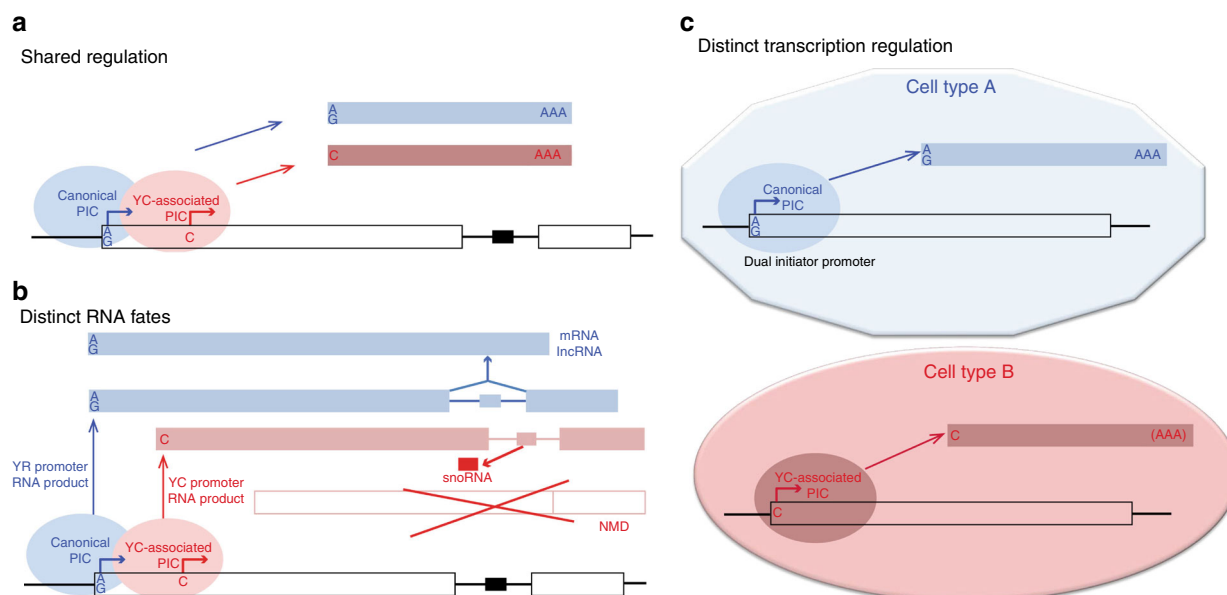 a
Shared regulation
A
G
AAA
C
AAA
Canonical
PIC
YC-associated
PIC
A
G
C
b
Distinct RNA fates
A
G
mRNA
lncRNA
A
G
C
snoRNA
YR promoter
RNA product
YC promoter
RNA product
NMD
Canonical
PIC
YC-associated
PIC
A
G
C
c
Distinct transcription regulation
Cell type A
A
G
AAA
Canonical
PIC
A
G
Dual initiator promoter
Cell type B
C
(AAA)
YC-associated
PIC
C